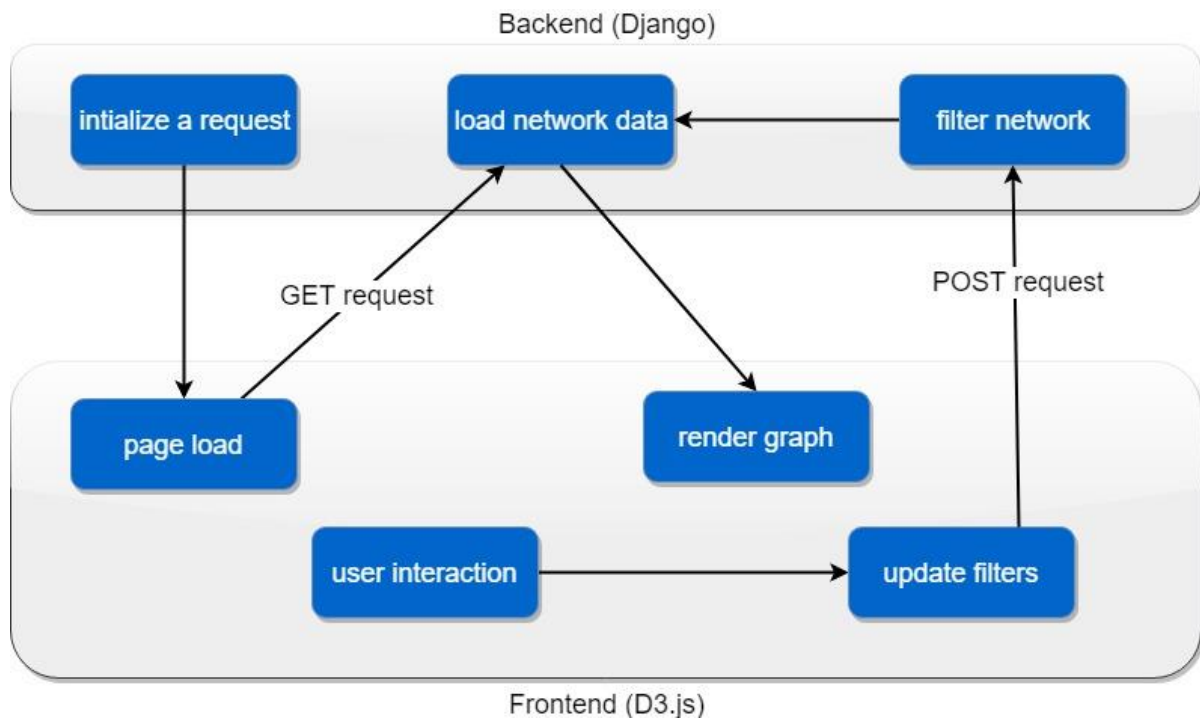 Backend (Django)
intialize a request
load network data
filter network
GET request
POST request
page load
render graph
user interaction
update filters
Frontend (D3.js)